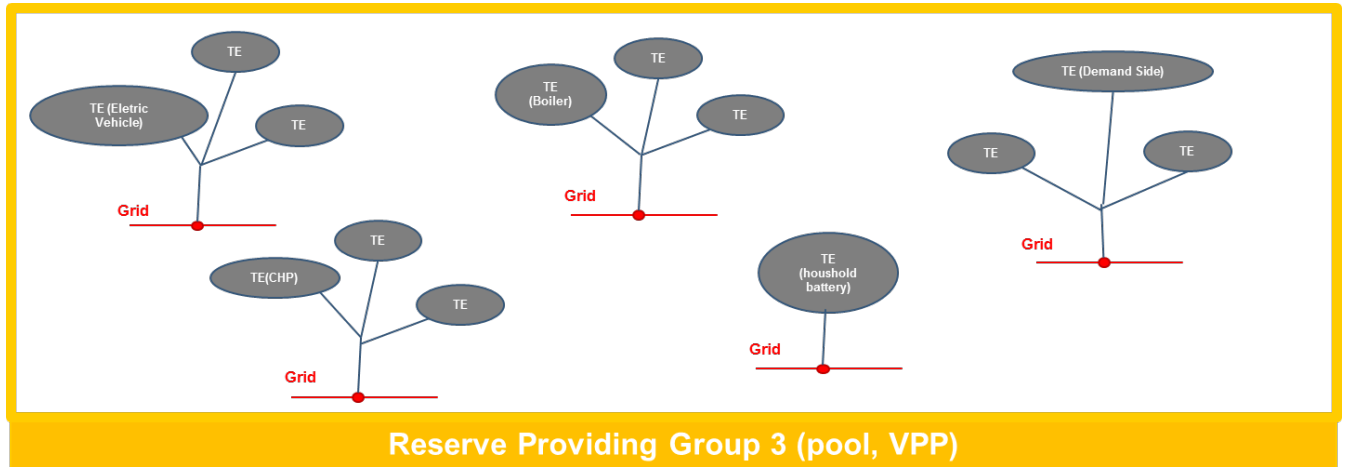 TE
TE (Eletric
Vehicle)
TE
Grid
TE
(Boiler)
TE
TE
Grid
TE (Demand Side)
TE
TE
Grid
TE(CHP)
TE
TE
Grid
TE
(houshold
battery)
Grid
Reserve Providing Group 3 (pool, VPP)